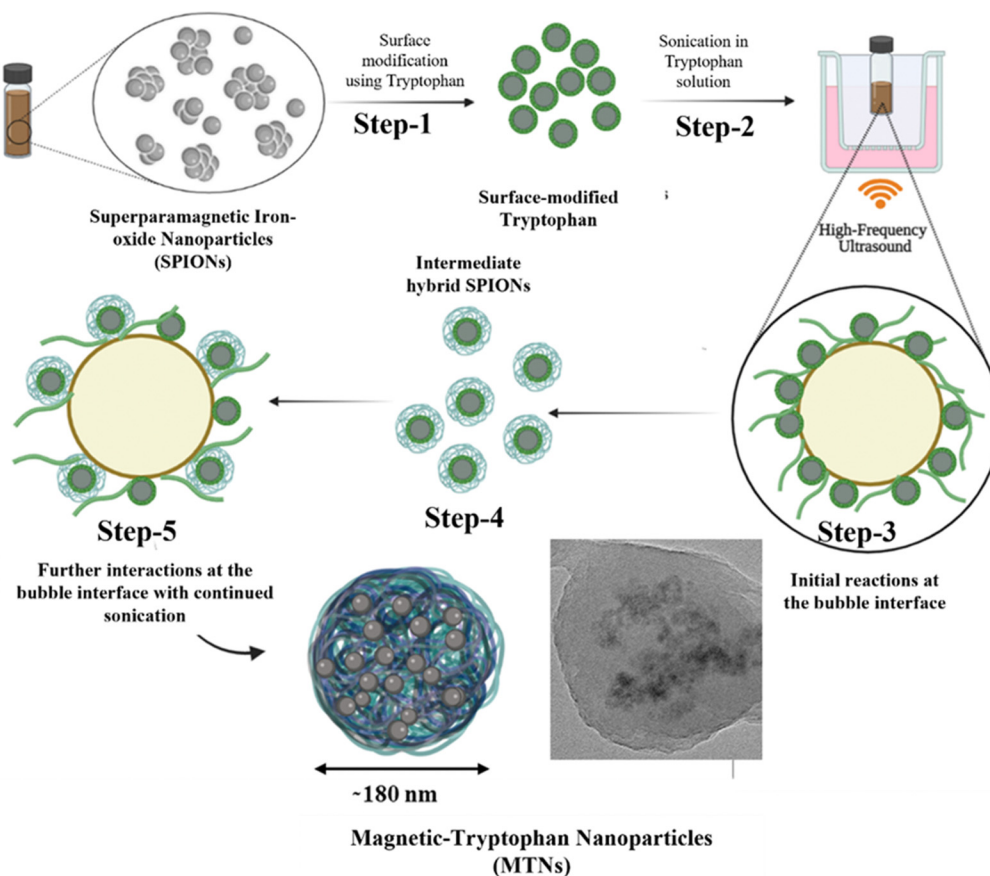 Surface
modification
using Tryptophan
Step-1
Sonication in
Tryptophan
solution
Step-2
Superparamagnetic Iron-
oxide Nanoparticles
(SPIONs)
Surface-modified
Tryptophan
s
High-Frequency
Ultrasound
Intermediate
hybrid SPIONs
Step-5
Step-4
Step-3
Further interactions at the
bubble interface with continued
sonication
Initial reactions at
the bubble interface
~180 nm
Magnetic-Tryptophan Nanoparticles
(MTNs)